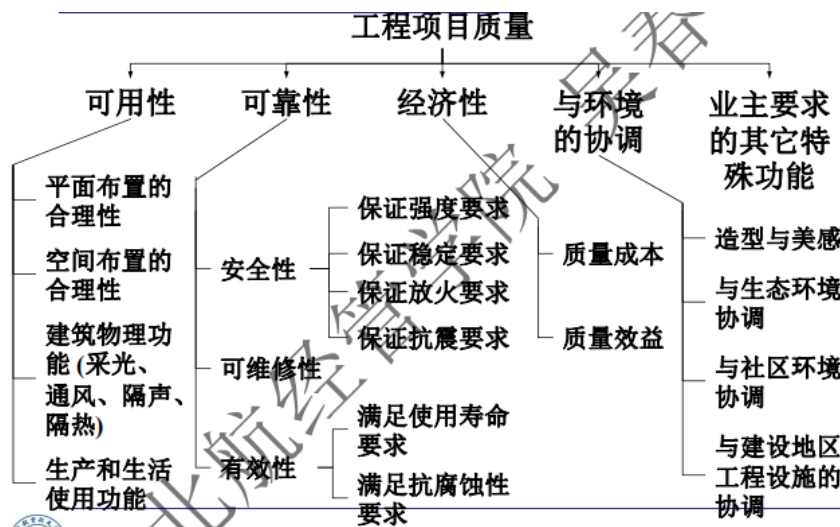 工程项目质量
可用性
可靠性
经济性
与环境
的协调
业主要求
的其它特
殊功能
平面布置的
合理性
空间布置的
合理性
建筑物理功
能 (采光、
通风、隔声、
隔热)
生产和生活
使用功能
安全性
保证强度要求
保证稳定要求
保证放火要求
保证抗震要求
可维修性
有效性
满足使用寿命
要求
满足抗腐蚀性
要求
质量成本
质量效益
造型与美感
与生态环境
协调
与社区环境
协调
与建设地区
工程设施的
协调
北航经管学院 吴春